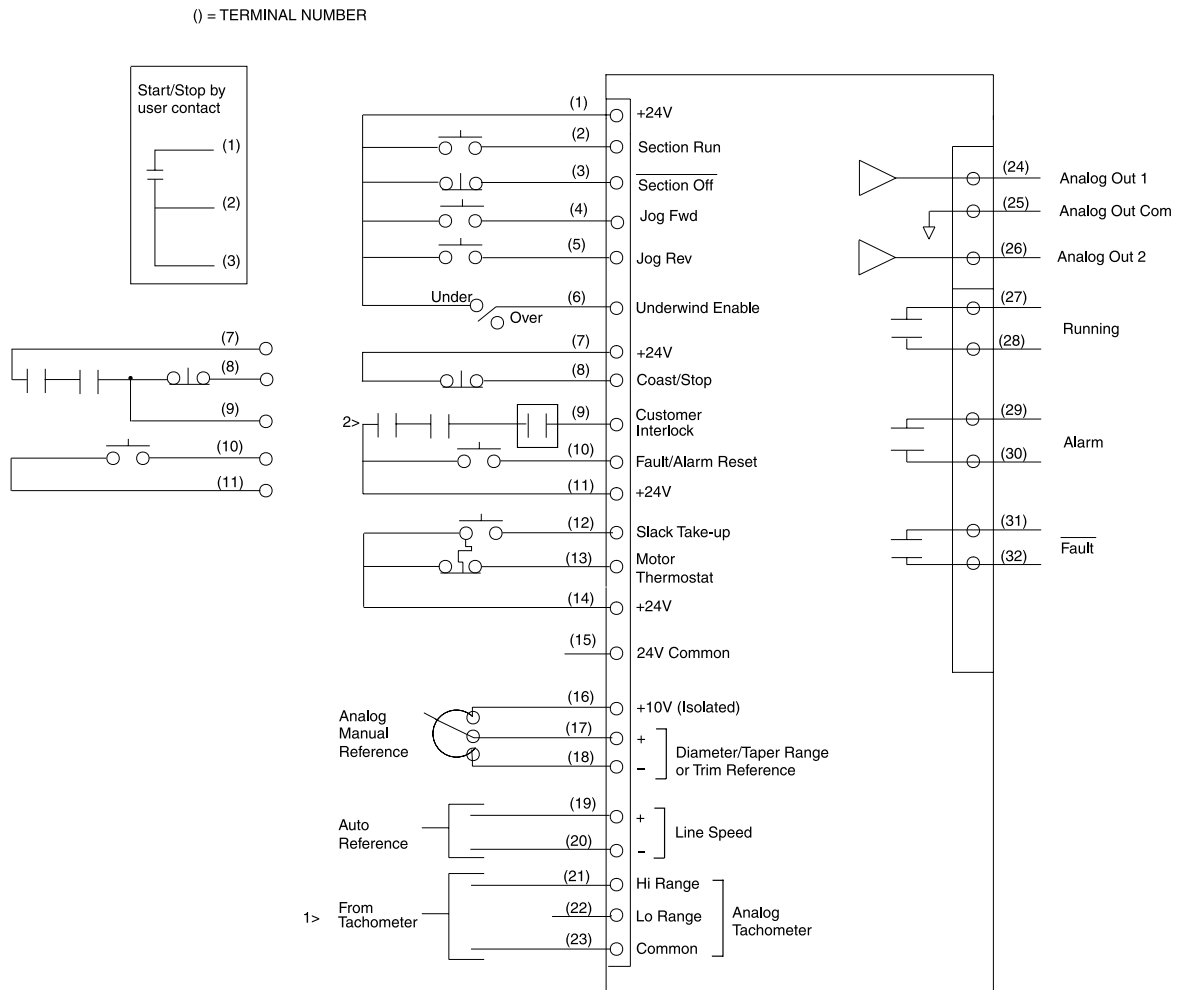 () = TERMINAL NUMBER
Start/Stop by
user contact
(1)
(2)
(3)
(7)
(8)
(9)
(10)
(11)
(1)
+24V
(2)
Section Run
(3)
Section Off
(4)
Jog Fwd
(5)
Jog Rev
Under
Over
(6)
Underwind Enable
(7)
+24V
(8)
Coast/Stop
2>
(9)
Customer
Interlock
(10)
Fault/Alarm Reset
(11)
+24V
(12)
Slack Take-up
(13)
Motor
Thermostat
(14)
+24V
(15)
24V Common
Analog
Manual
Reference
(16)
+10V (Isolated)
(17)
+
(18)
–
Diameter/Taper Range
or Trim Reference
Auto
Reference
(19)
+
(20)
–
Line Speed
1>
From
Tachometer
(21)
Hi Range
(22)
Lo Range
(23)
Common
Analog
Tachometer
(24)
Analog Out 1
(25)
Analog Out Com
(26)
Analog Out 2
(27)
(28)
Running
(29)
(30)
Alarm
(31)
(32)
Fault